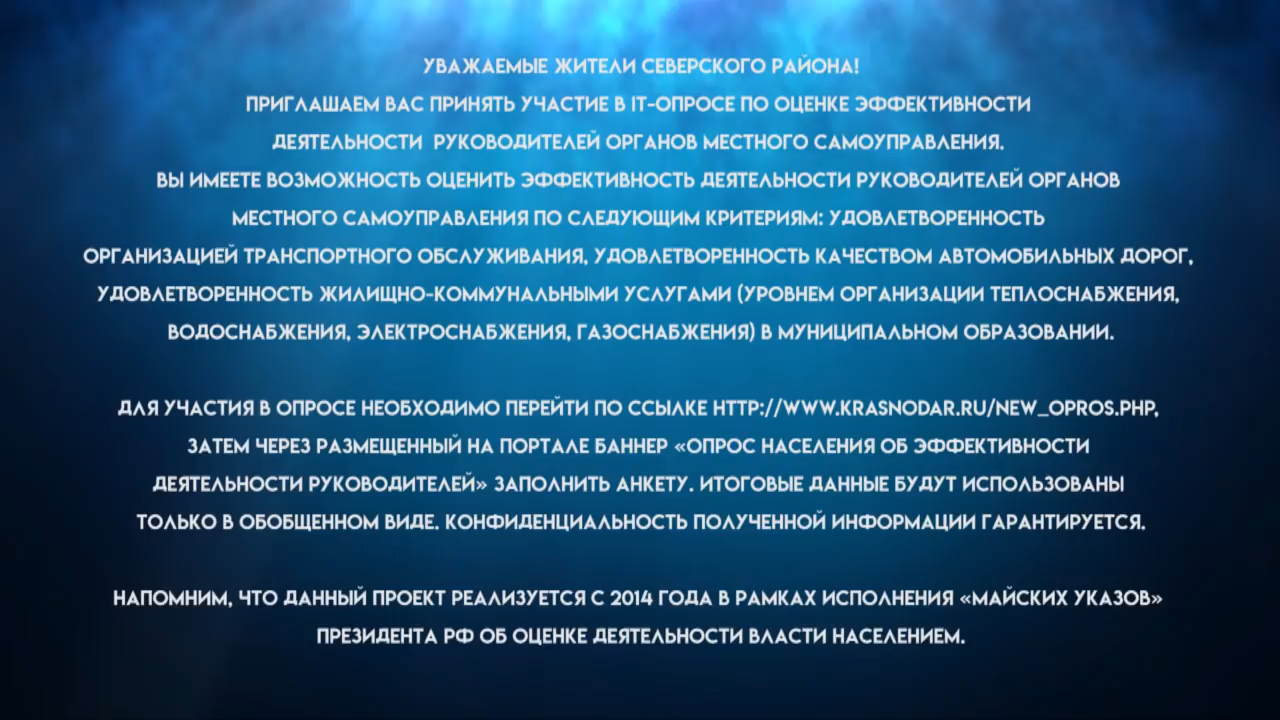 УВАЖАЕМЫЕ ЖИТЕЛИ СЕВЕРСКОГО РАЙОНА!
ПРИГЛАШАЕМ ВАС ПРИНЯТЬ УЧАСТИЕ В IT-ОПРОСЕ ПО ОЦЕНКЕ ЭФФЕКТИВНОСТИ
ДЕЯТЕЛЬНОСТИ РУКОВОДИТЕЛЕЙ ОРГАНОВ МЕСТНОГО САМОУПРАВЛЕНИЯ.
ВЫ ИМЕЕТЕ ВОЗМОЖНОСТЬ ОЦЕНИТЬ ЭФФЕКТИВНОСТЬ ДЕЯТЕЛЬНОСТИ РУКОВОДИТЕЛЕЙ ОРГАНОВ
МЕСТНОГО САМОУПРАВЛЕНИЯ ПО СЛЕДУЮЩИМ КРИТЕРИЯМ: УДОВЛЕТВОРЕННОСТЬ
ОРГАНИЗАЦИЕЙ ТРАНСПОРТНОГО ОБСЛУЖИВАНИЯ, УДОВЛЕТВОРЕННОСТЬ КАЧЕСТВОМ АВТОМОБИЛЬНЫХ ДОРОГ,
УДОВЛЕТВОРЕННОСТЬ ЖИЛИЩНО-КОММУНАЛЬНЫМИ УСЛУГАМИ (УРОВНЕМ ОРГАНИЗАЦИИ ТЕПЛОСНАБЖЕНИЯ,
ВОДОСНАБЖЕНИЯ, ЭЛЕКТРОСНАБЖЕНИЯ, ГАЗОСНАБЖЕНИЯ) В МУНИЦИПАЛЬНОМ ОБРАЗОВАНИИ.
ДЛЯ УЧАСТИЯ В ОПРОСЕ НЕОБХОДИМО ПЕРЕЙТИ ПО ССЫЛКЕ HTTP://WWW.KRASNODAR.RU/NEW_OPROS.PHP,
ЗАТЕМ ЧЕРЕЗ РАЗМЕЩЕННЫЙ НА ПОРТАЛЕ БАННЕР «ОПРОС НАСЕЛЕНИЯ ОБ ЭФФЕКТИВНОСТИ
ДЕЯТЕЛЬНОСТИ РУКОВОДИТЕЛЕЙ» ЗАПОЛНИТЬ АНКЕТУ. ИТОГОВЫЕ ДАННЫЕ БУДУТ ИСПОЛЬЗОВАНЫ
ТОЛЬКО В ОБОБЩЕННОМ ВИДЕ. КОНФИДЕНЦИАЛЬНОСТЬ ПОЛУЧЕННОЙ ИНФОРМАЦИИ ГАРАНТИРУЕТСЯ.
НАПОМНИМ, ЧТО ДАННЫЙ ПРОЕКТ РЕАЛИЗУЕТСЯ С 2014 ГОДА В РАМКАХ ИСПОЛНЕНИЯ «МАЙСКИХ УКАЗОВ»
ПРЕЗИДЕНТА РФ ОБ ОЦЕНКЕ ДЕЯТЕЛЬНОСТИ ВЛАСТИ НАСЕЛЕНИЕМ.